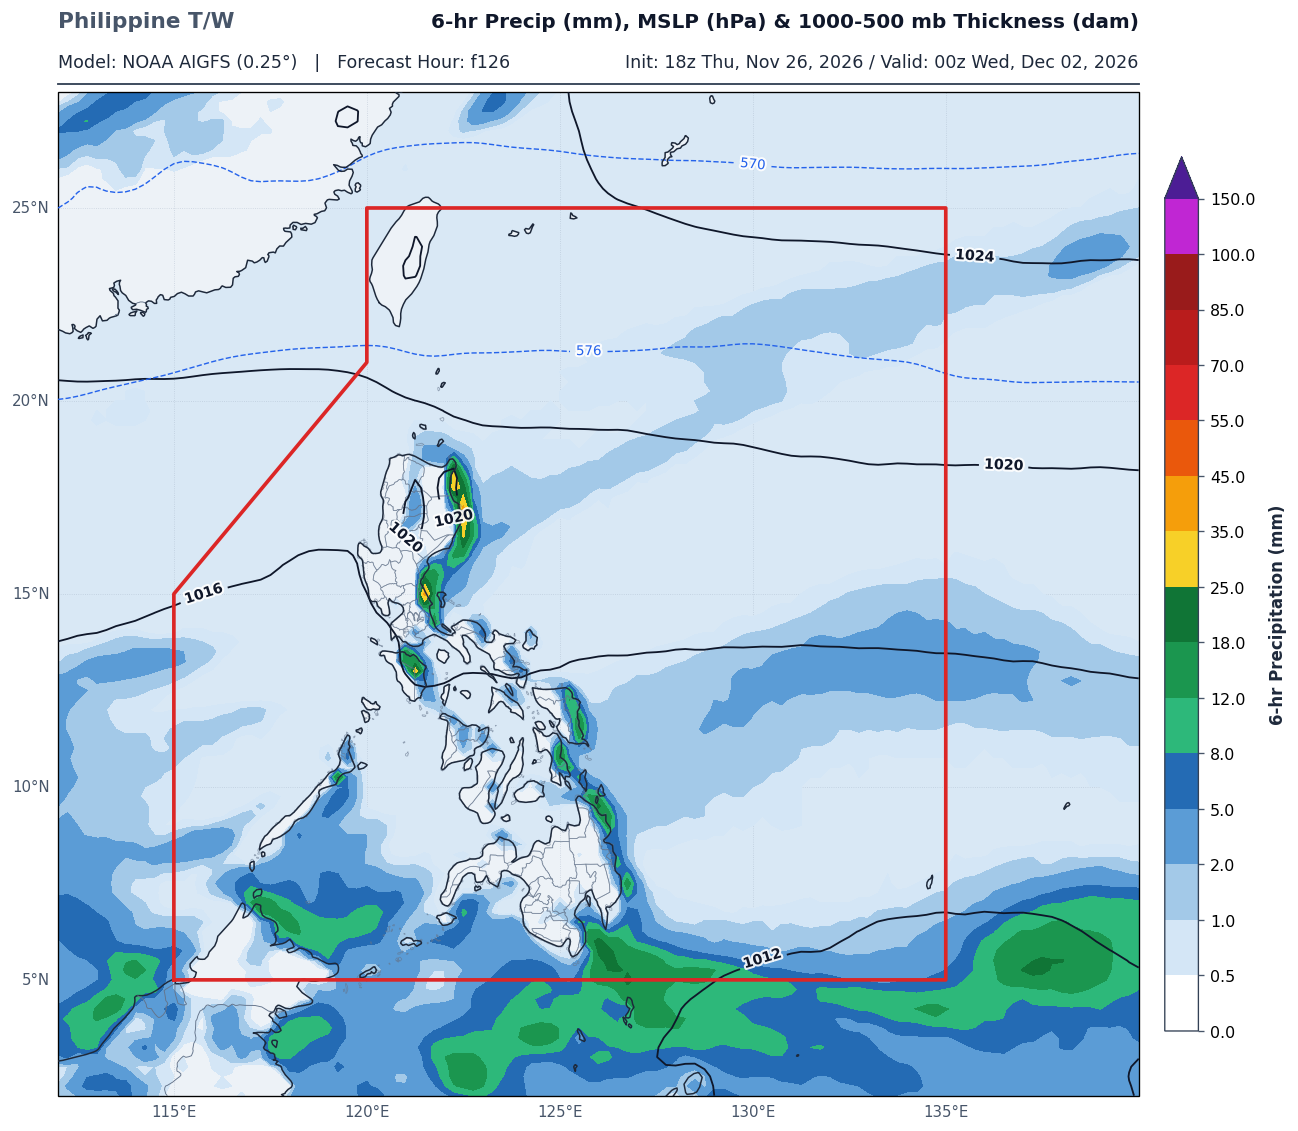 Philippine T/W
6-hr Precip (mm), MSLP (hPa) & 1000-500 mb Thickness (dam)
Model: NOAA AIGFS (0.25°) | Forecast Hour: f126
Init: 18z Thu, Nov 26, 2026 / Valid: 00z Wed, Dec 02, 2026
570
1024
576
1020
1020
1020
1016
1012
25°N
20°N
15°N
10°N
5°N
115°E
120°E
125°E
130°E
135°E
150.0
100.0
85.0
70.0
55.0
45.0
35.0
25.0
18.0
12.0
8.0
5.0
2.0
1.0
0.5
0.0
6-hr Precipitation (mm)